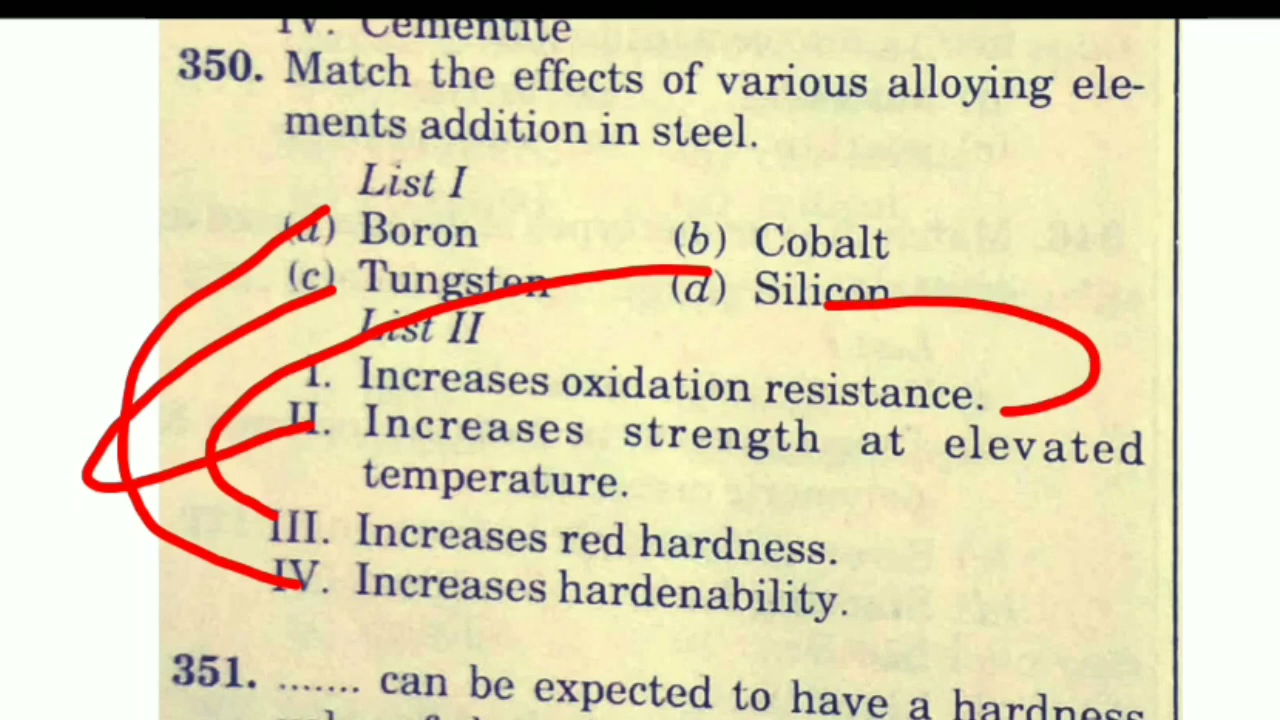 IV. Cementite
350. Match the effects of various alloying ele-
ments addition in steel.
List I
(a) Boron (b) Cobalt
(c) Tungsten (d) Silicon
List II
I. Increases oxidation resistance.
II. Increases strength at elevated
temperature.
III. Increases red hardness.
IV. Increases hardenability.
351. ....... can be expected to have a hardness